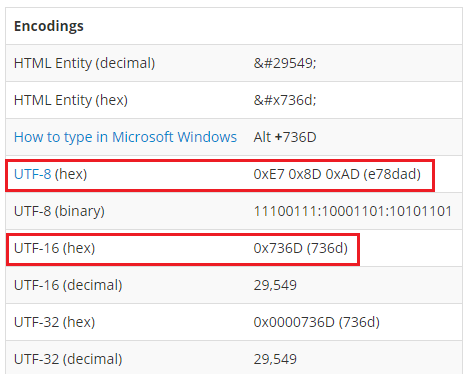 Encodings
HTML Entity (decimal) &#29549;
HTML Entity (hex) &#x736d;
How to type in Microsoft Windows Alt +736D
UTF-8 (hex) 0xE7 0x8D 0xAD (e78dad)
UTF-8 (binary) 11100111:10001101:10101101
UTF-16 (hex) 0x736D (736d)
UTF-16 (decimal) 29,549
UTF-32 (hex) 0x0000736D (736d)
UTF-32 (decimal) 29,549